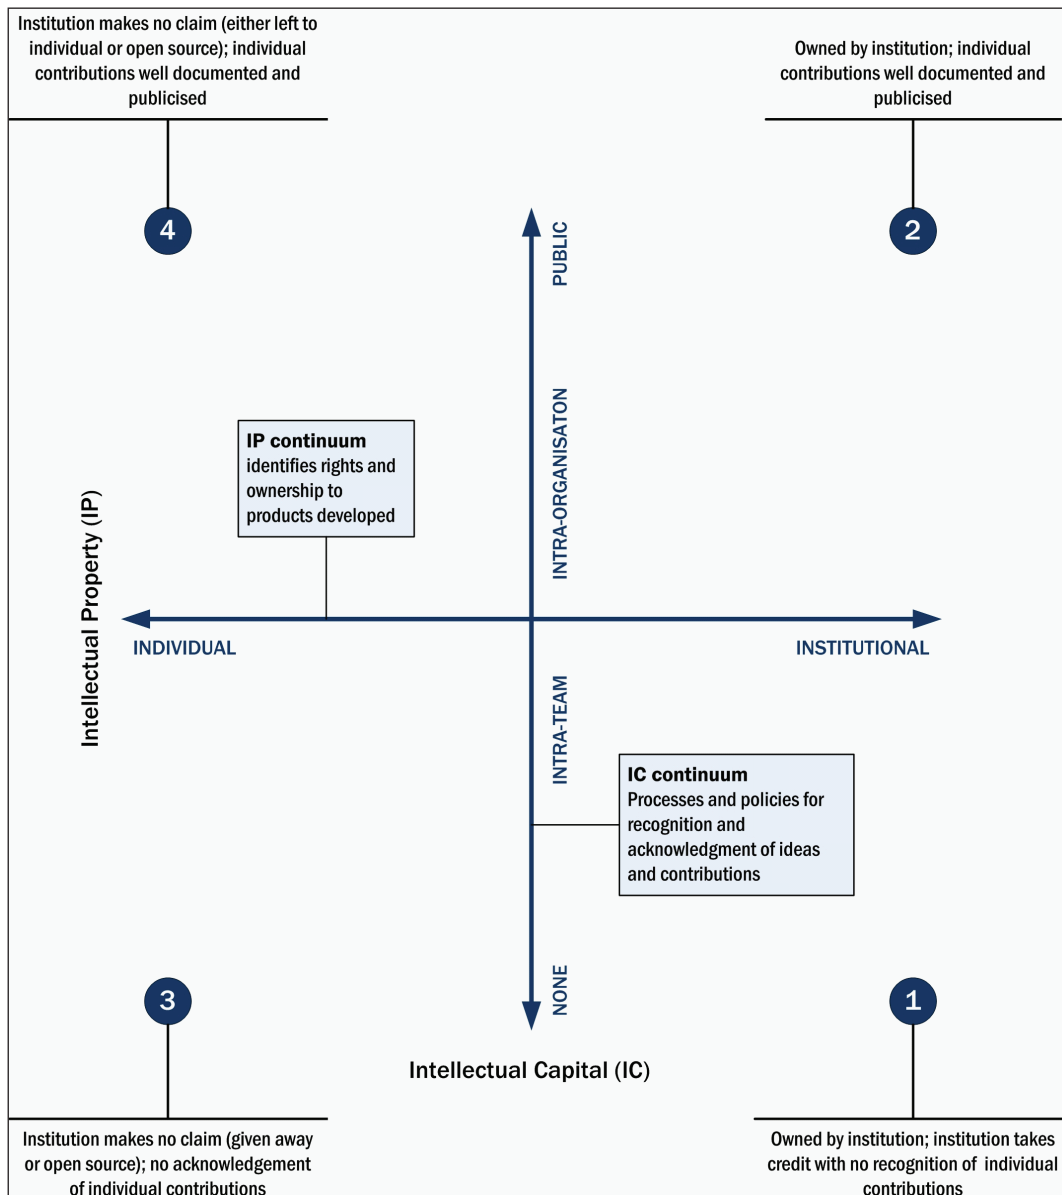 Institution makes no claim (either left to
individual or open source); individual
contributions well documented and
publicised
Owned by institution; individual
contributions well documented and
publicised
4
2
PUBLIC
INTRA-ORGANISATON
IP continuum
identifies rights and
ownership to
products developed
Intellectual Property (IP)
INDIVIDUAL
INSTITUTIONAL
INTRA-TEAM
IC continuum
Processes and policies for
recognition and
acknowledgment of ideas
and contributions
NONE
3
1
Intellectual Capital (IC)
Institution makes no claim (given away
or open source); no acknowledgement
of individual contributions
Owned by institution; institution takes
credit with no recognition of individual
contributions